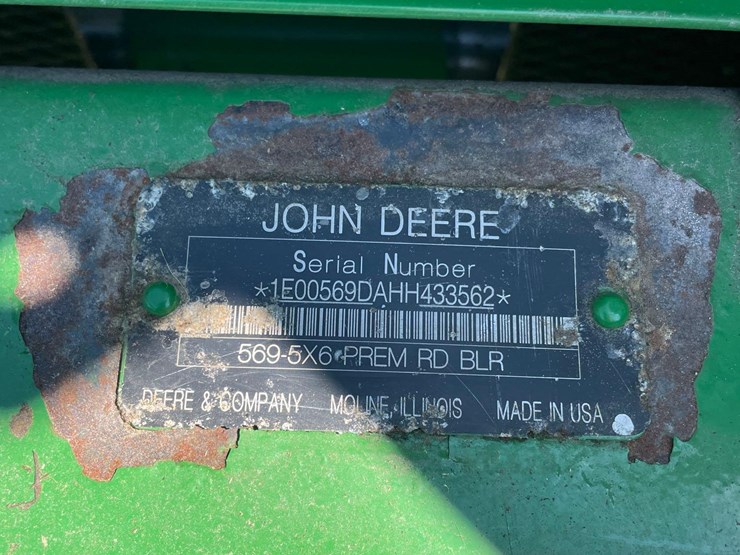 JOHN DEERE
Serial Number
*1E00569DAHH433562*
569-5X6 PREM RD BLR
DEERE & COMPANY MOLINE, ILLINOIS MADE IN USA